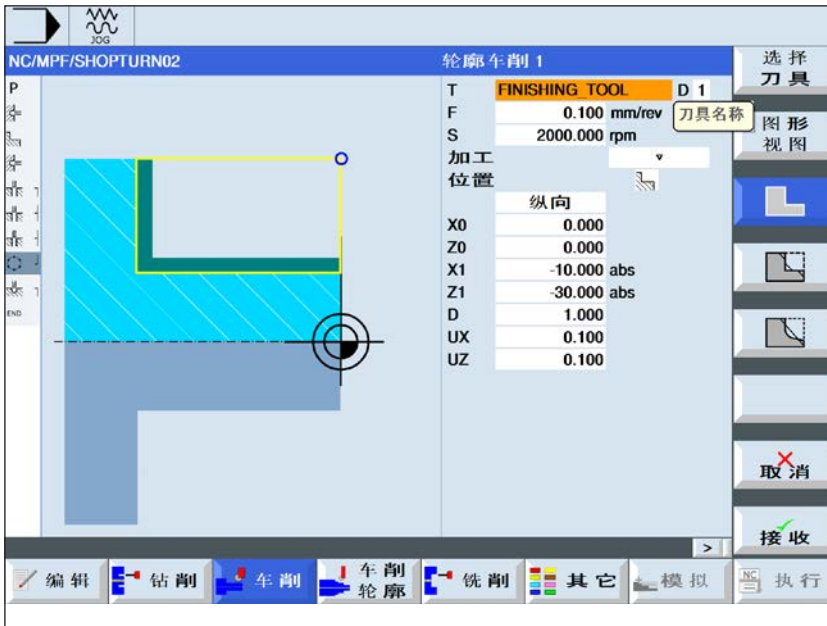 JOG
NC/MPF/SHOPTURN02
轮廓车削 1
P
END
T FINISHING_TOOL D 1
F 0.100 mm/rev
刀具名称
S 2000.000 rpm
加工 ▽
位置
纵向
X0 0.000
Z0 0.000
X1 -10.000 abs
Z1 -30.000 abs
D 1.000
UX 0.100
UZ 0.100
选择
刀具
图形
视图
取消
接收
>
编辑
钻削
车削
车削
轮廓
铣削
其它
模拟
NC
执行